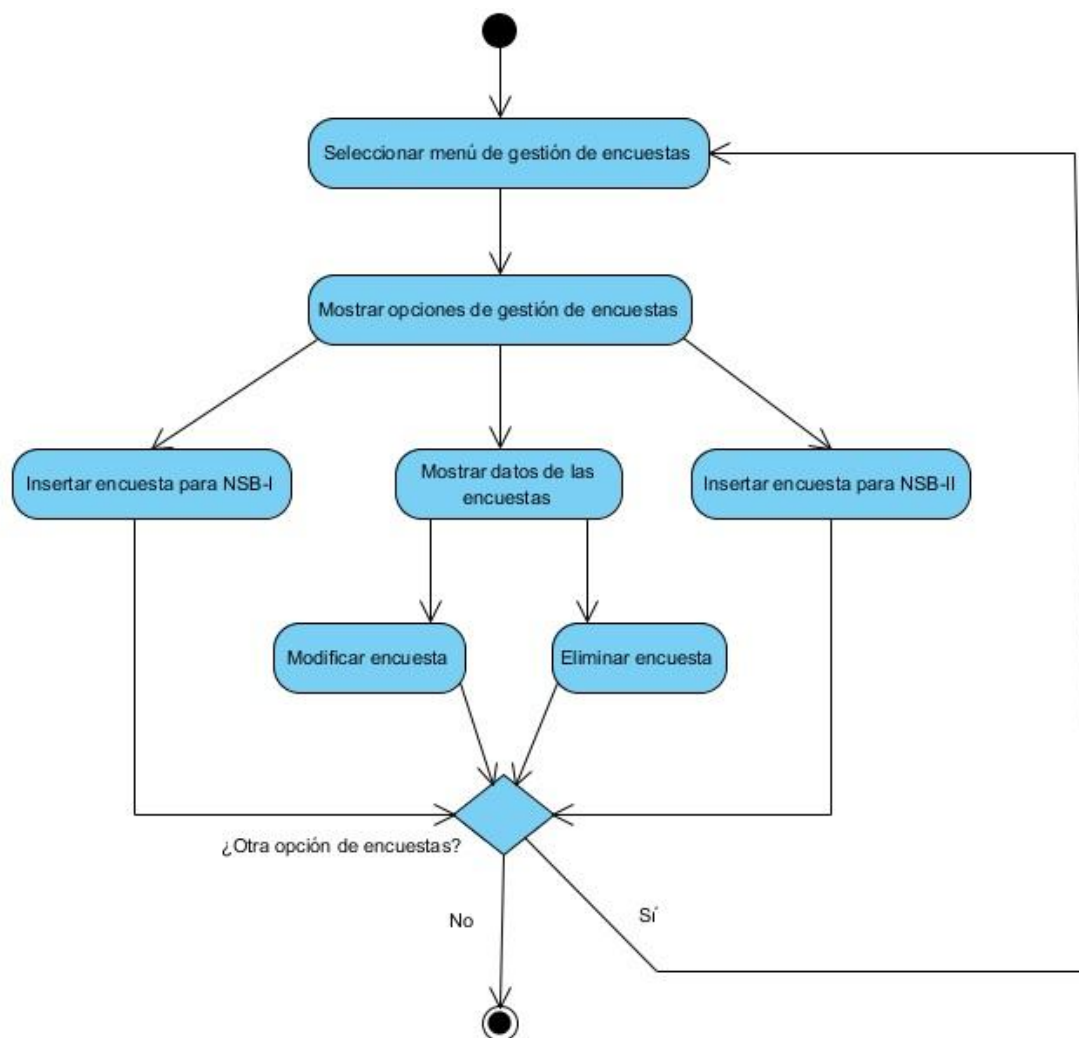 Seleccionar menú de gestión de encuestas
Mostrar opciones de gestión de encuestas
Insertar encuesta para NSB-I
Mostrar datos de las
encuestas
Insertar encuesta para NSB-II
Modificar encuesta
Eliminar encuesta
¿Otra opción de encuestas?
No
Sí